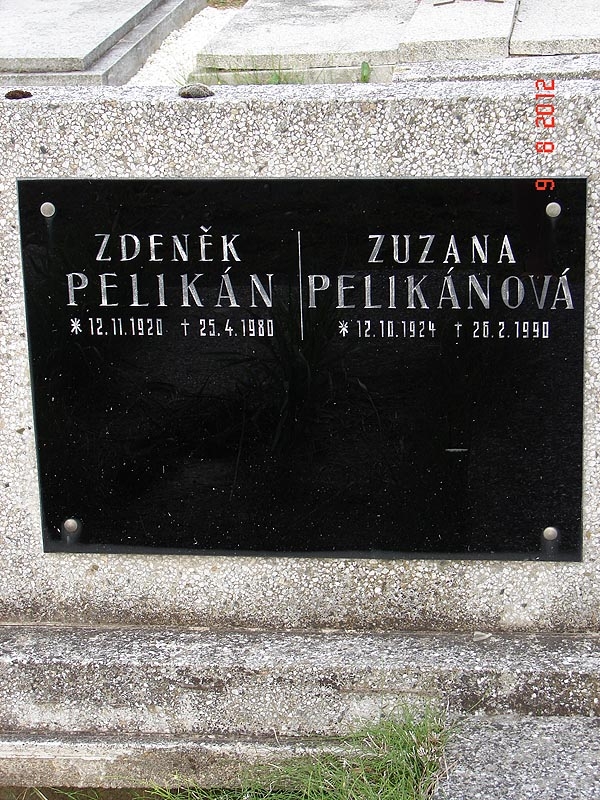 ZDENĚK
PELIKÁN
* 12.11.1920 † 25.4.1980
ZUZANA
PELIKÁNOVÁ
* 12.10.1924 † 26.2.1990
9 8 2012